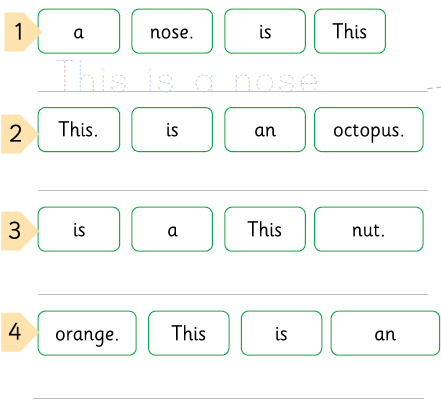 1 a nose. is This
This is a nose.
2 This. is an octopus.
3 is a This nut.
4 orange. This is an